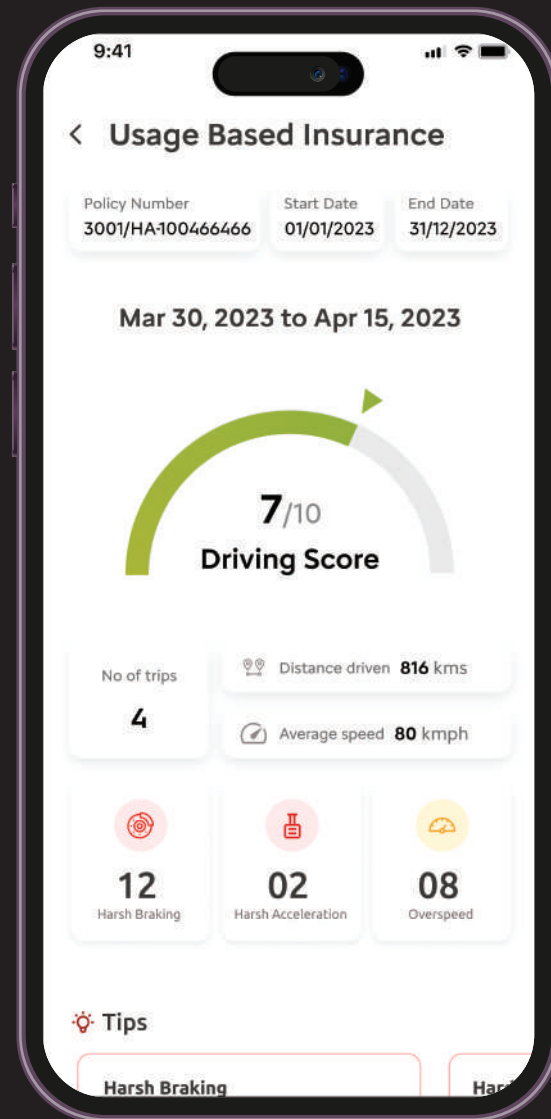 9:41
Usage Based Insurance
Policy Number
3001/HA-100466466
Start Date
01/01/2023
End Date
31/12/2023
Mar 30, 2023 to Apr 15, 2023
7/10
Driving Score
No of trips
4
Distance driven 816 kms
Average speed 80 kmph
12
Harsh Braking
02
Harsh Acceleration
08
Overspeed
Tips
Harsh Braking